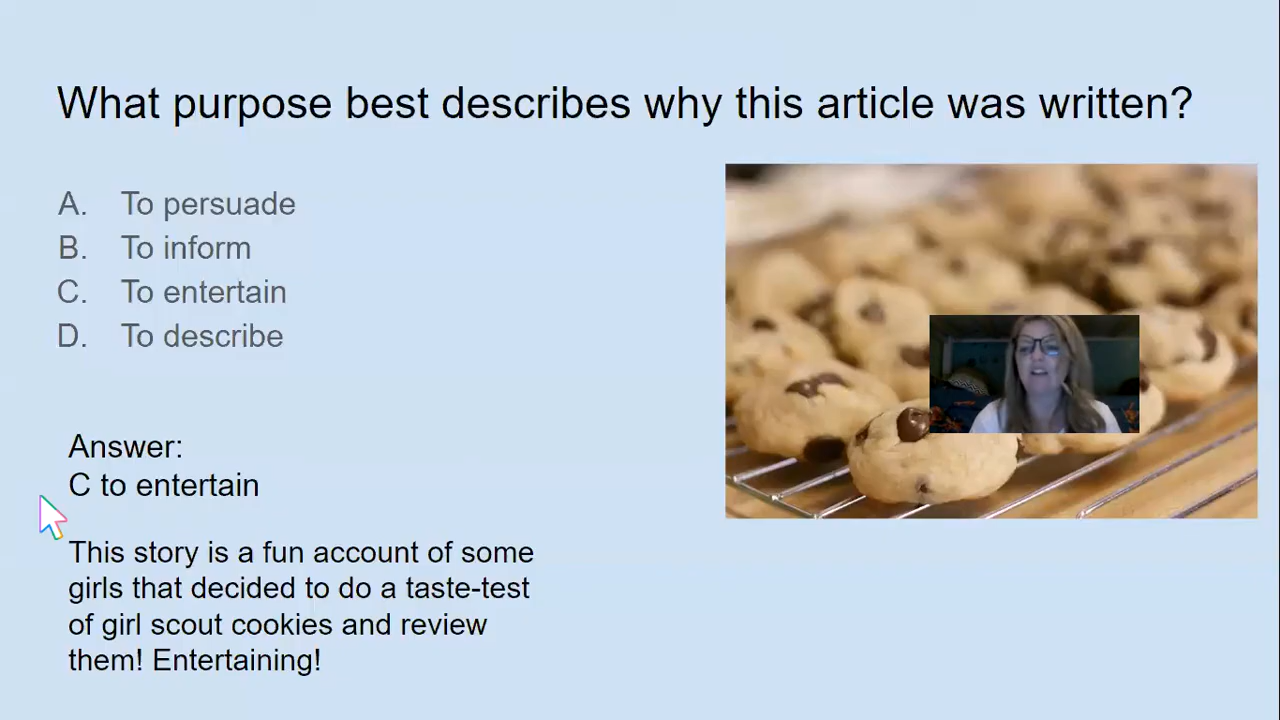 What purpose best describes why this article was written?
A. To persuade
B. To inform
C. To entertain
D. To describe
Answer:
C to entertain
This story is a fun account of some
girls that decided to do a taste-test
of girl scout cookies and review
them! Entertaining!